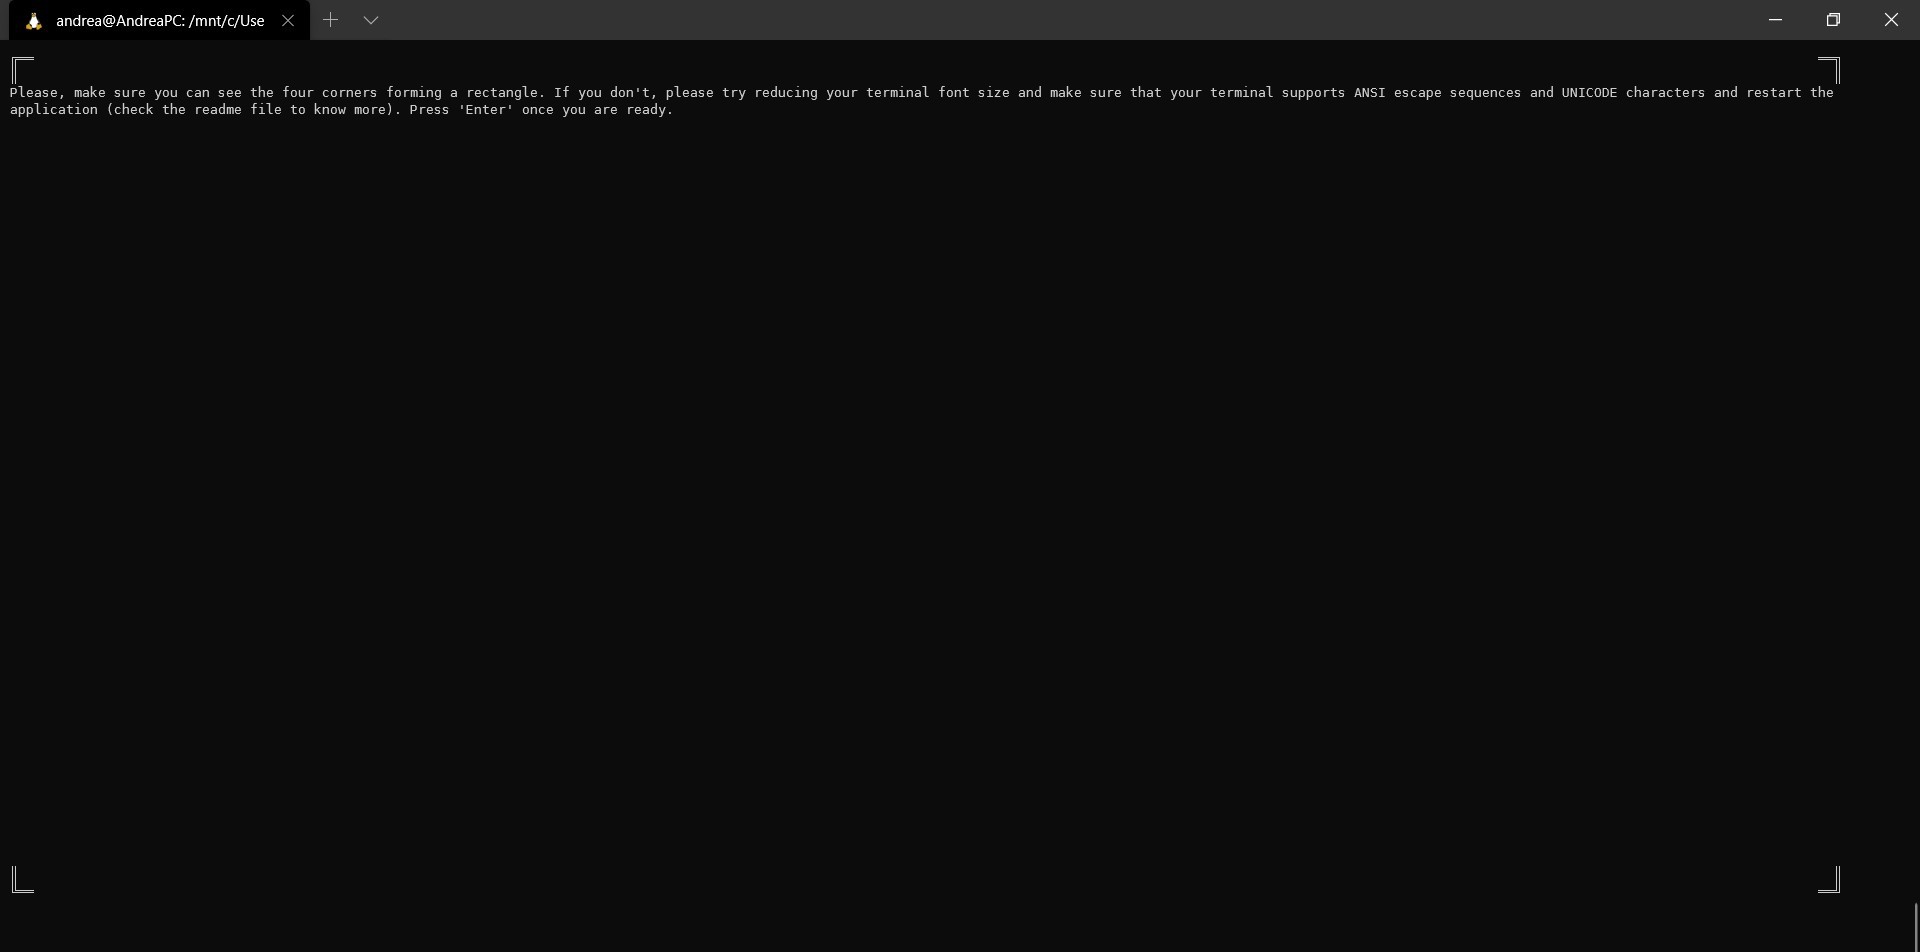 andrea@AndreaPC: /mnt/c/Use
Please, make sure you can see the four corners forming a rectangle. If you don't, please try reducing your terminal font size and make sure that your terminal supports ANSI escape sequences and UNICODE characters and restart the
application (check the readme file to know more). Press 'Enter' once you are ready.